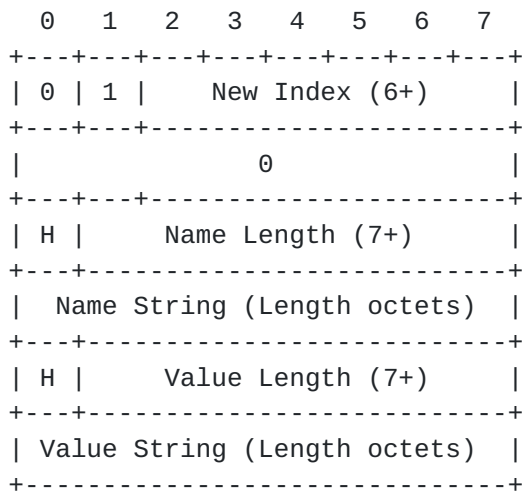 0   1   2   3   4   5   6   7
+---+---+---+---+---+---+---+---+
| 0 | 1 |    New Index (6+)     |
+---+---+-----------------------+
|               0               |
+---+---+-----------------------+
| H |     Name Length (7+)      |
+---+---------------------------+
|  Name String (Length octets)  |
+---+---------------------------+
| H |     Value Length (7+)     |
+---+---------------------------+
| Value String (Length octets)  |
+-------------------------------+